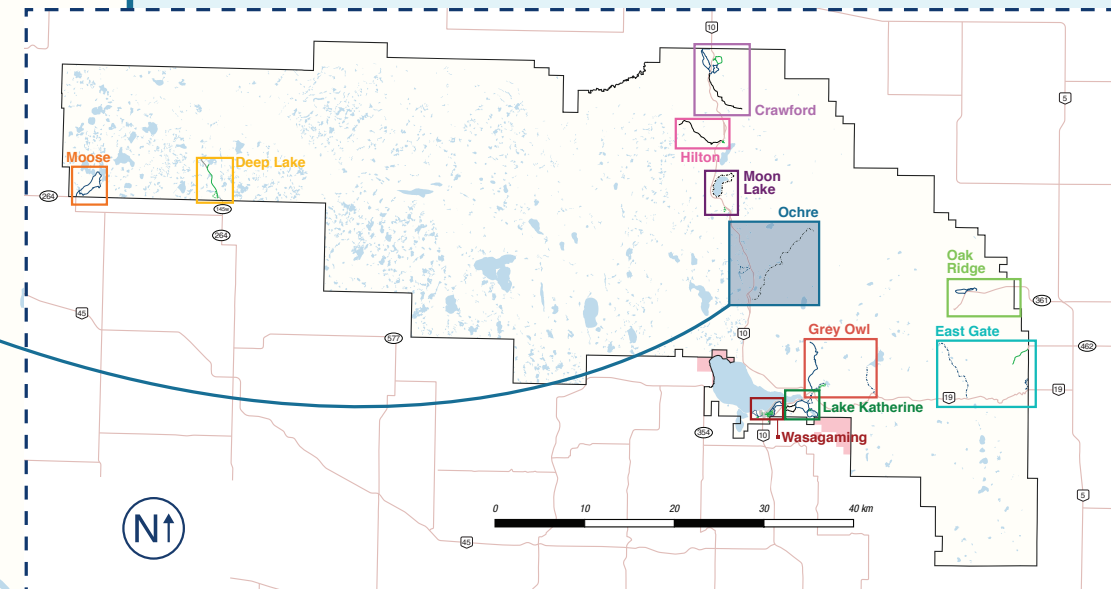 10
5
Crawford
Hilton
Moose
Deep Lake
264
145w
264
Moon
Lake
Ochre
Oak
Ridge
361
45
577
10
Grey Owl
East Gate
462
19
19
Lake Katherine
354
10
Wasagaming
5
0 10 20 30 40 km
N
45